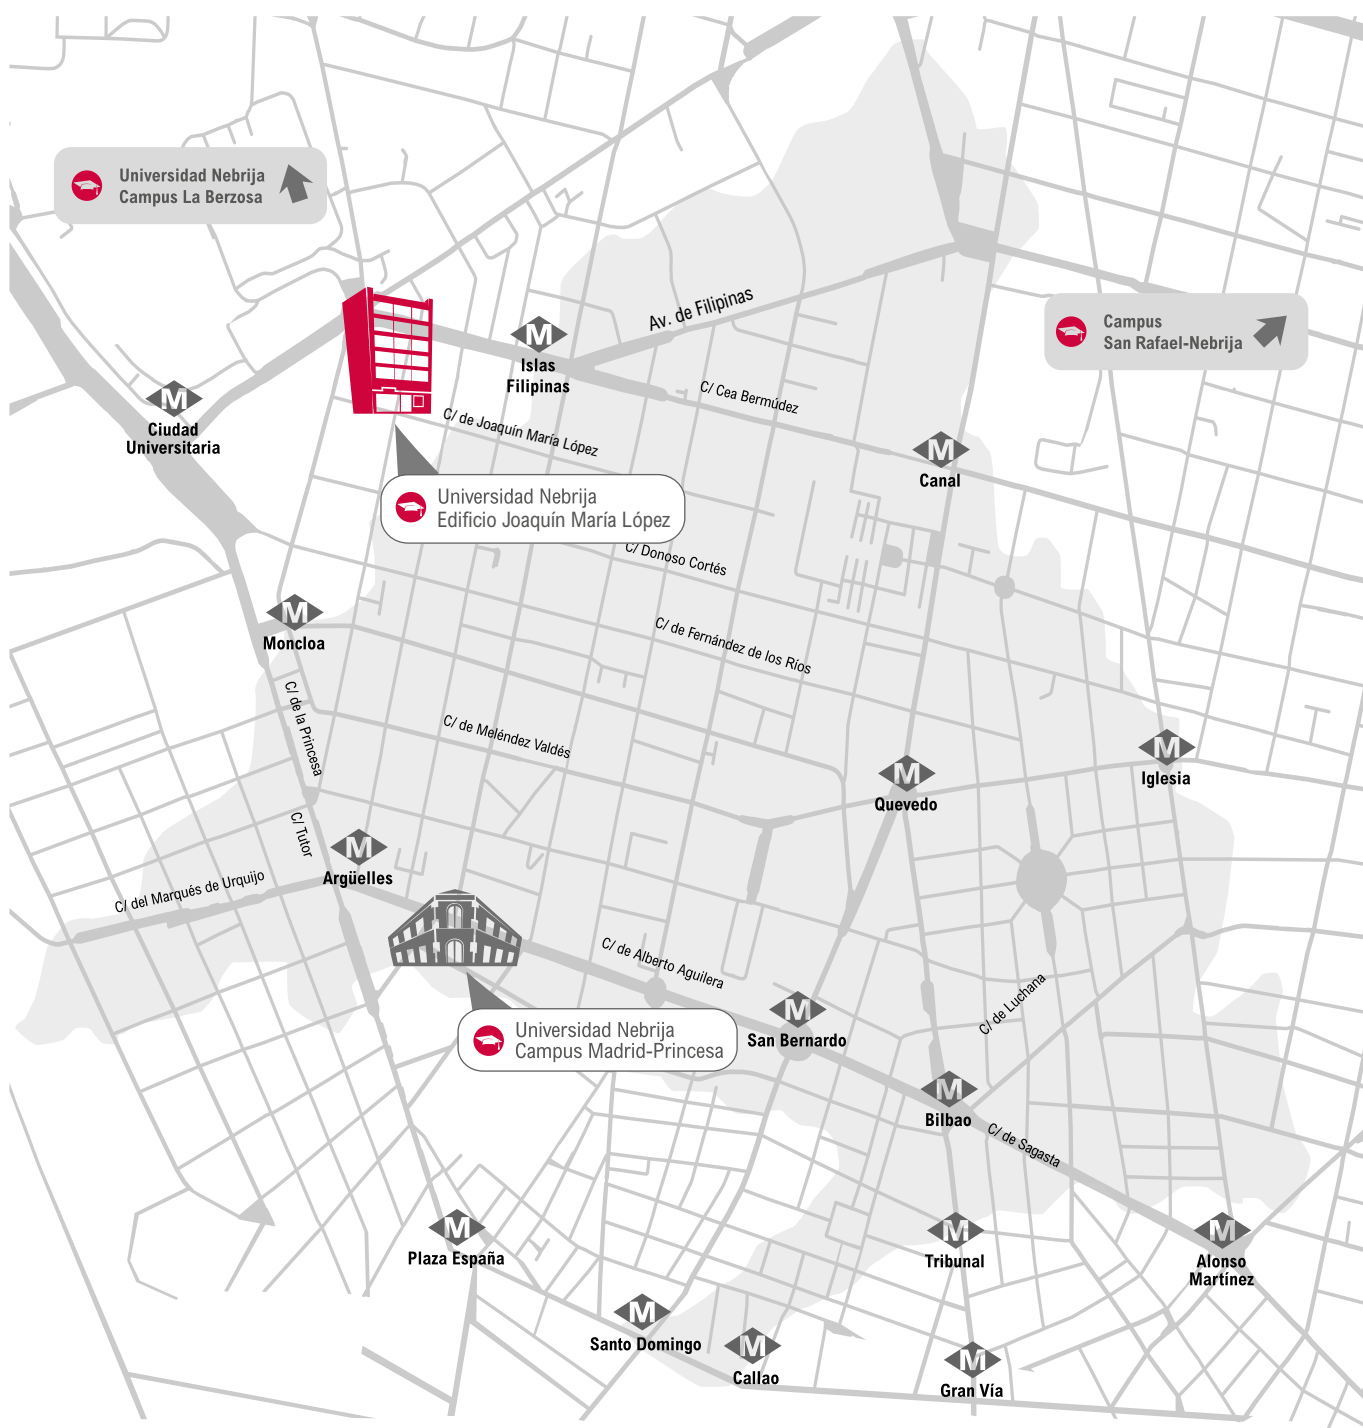 Universidad Nebrija
Campus La Berzosa
Av. de Filipinas
Campus
San Rafael-Nebrija
M
Islas
Filipinas
C/ Cea Bermúdez
M
Ciudad
Universitaria
C/ de Joaquín María López
M
Canal
Universidad Nebrija
Edificio Joaquín María López
C/ Donoso Cortés
M
Moncloa
C/ de Fernández de los Ríos
C/ de la Princesa
C/ de Meléndez Valdés
M
Iglesia
M
Quevedo
C/ Tutor
M
Argüelles
C/ del Marqués de Urquijo
C/ de Alberto Aguilera
C/ de Luchana
M
San Bernardo
Universidad Nebrija
Campus Madrid-Princesa
M
Bilbao
C/ de Sagasta
M
Plaza España
M
Tribunal
M
Alonso
Martínez
M
Santo Domingo
M
Callao
M
Gran Vía